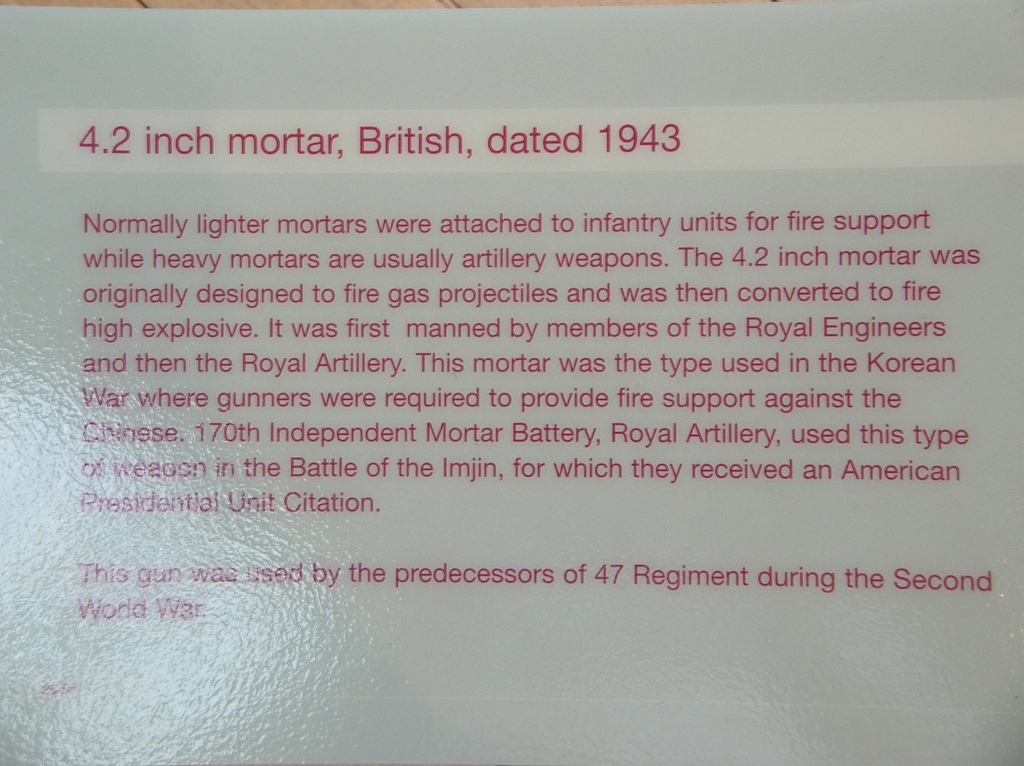 4.2 inch mortar, British, dated 1943
Normally lighter mortars were attached to infantry units for fire support
while heavy mortars are usually artillery weapons. The 4.2 inch mortar was
originally designed to fire gas projectiles and was then converted to fire
high explosive. It was first  manned by members of the Royal Engineers
and then the Royal Artillery. This mortar was the type used in the Korean
War where gunners were required to provide fire support against the
Chinese. 170th Independent Mortar Battery, Royal Artillery, used this type
of weapon in the Battle of the Imjin, for which they received an American
Presidential Unit Citation.
This gun was used by the predecessors of 47 Regiment during the Second
World War.